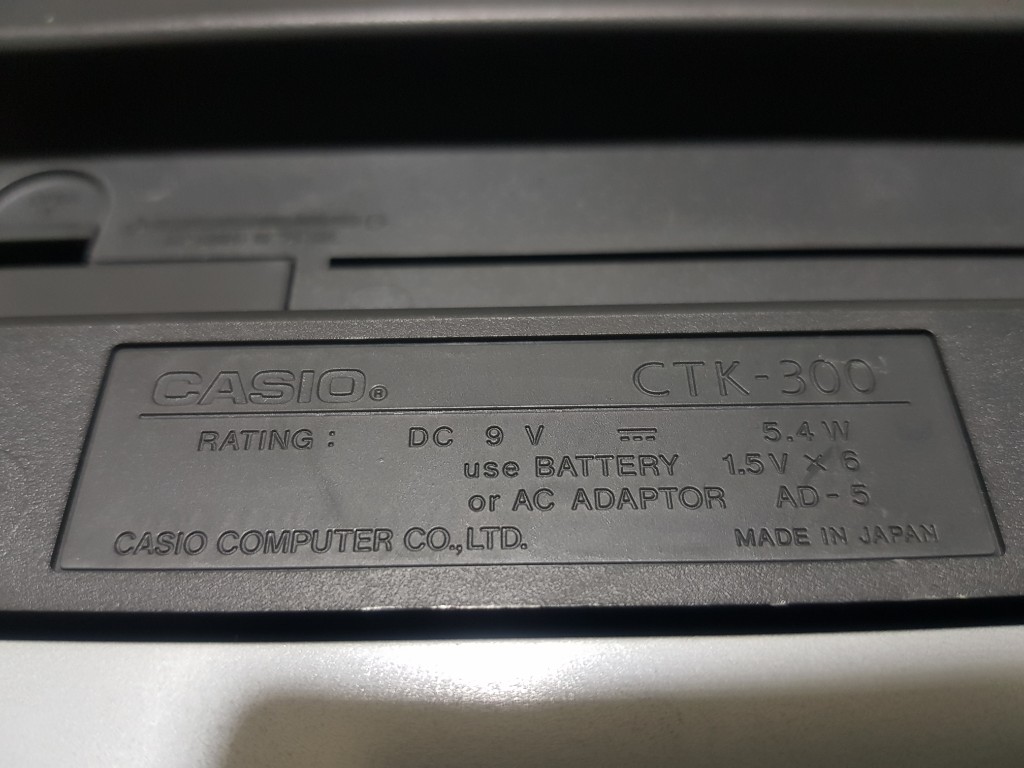 CASIO® CTK-300
RATING : DC 9 V ⎓ 5.4 W
use BATTERY 1.5V × 6
or AC ADAPTOR AD-5
CASIO COMPUTER CO.,LTD. MADE IN JAPAN